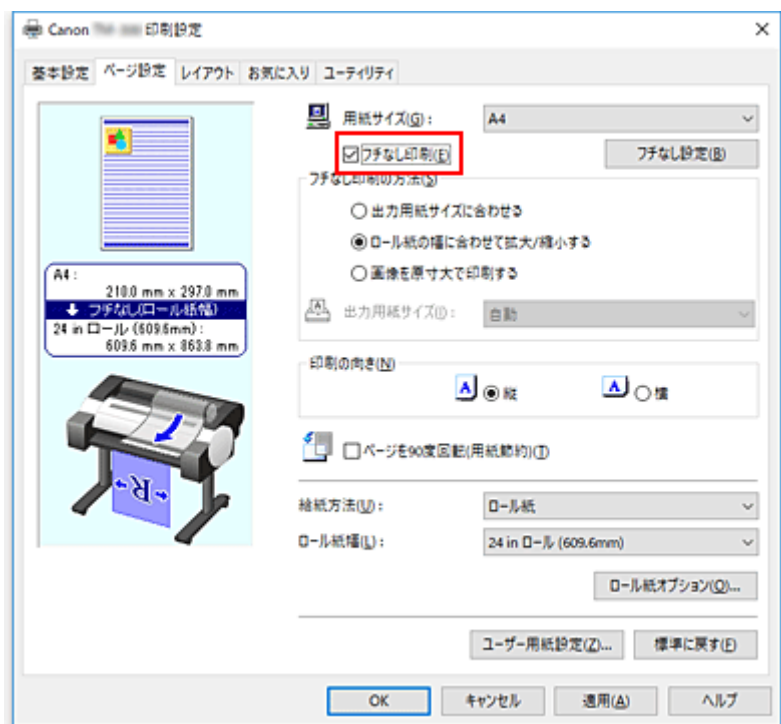 Canon 印刷設定
基本設定 ページ設定 レイアウト お気に入り ユーティリティ
用紙サイズ(G): A4
フチなし印刷(E) フチなし設定(B)
フチなし印刷の方法(S)
出力用紙サイズに合わせる
ロール紙の幅に合わせて拡大/縮小する
画像を原寸大で印刷する
出力用紙サイズ(I): 自動
A4:
210.0 mm x 297.0 mm
フチなし(ロール紙幅)
24 in ロール (609.6mm):
609.6 mm x 863.8 mm
R
印刷の向き(N)
A 縦 A 横
ページを90度回転(用紙節約)(T)
給紙方法(U): ロール紙
ロール紙幅(L): 24 in ロール (609.6mm)
ロール紙オプション(O)...
ユーザー用紙設定(Z)... 標準に戻す(F)
OK キャンセル 適用(A) ヘルプ